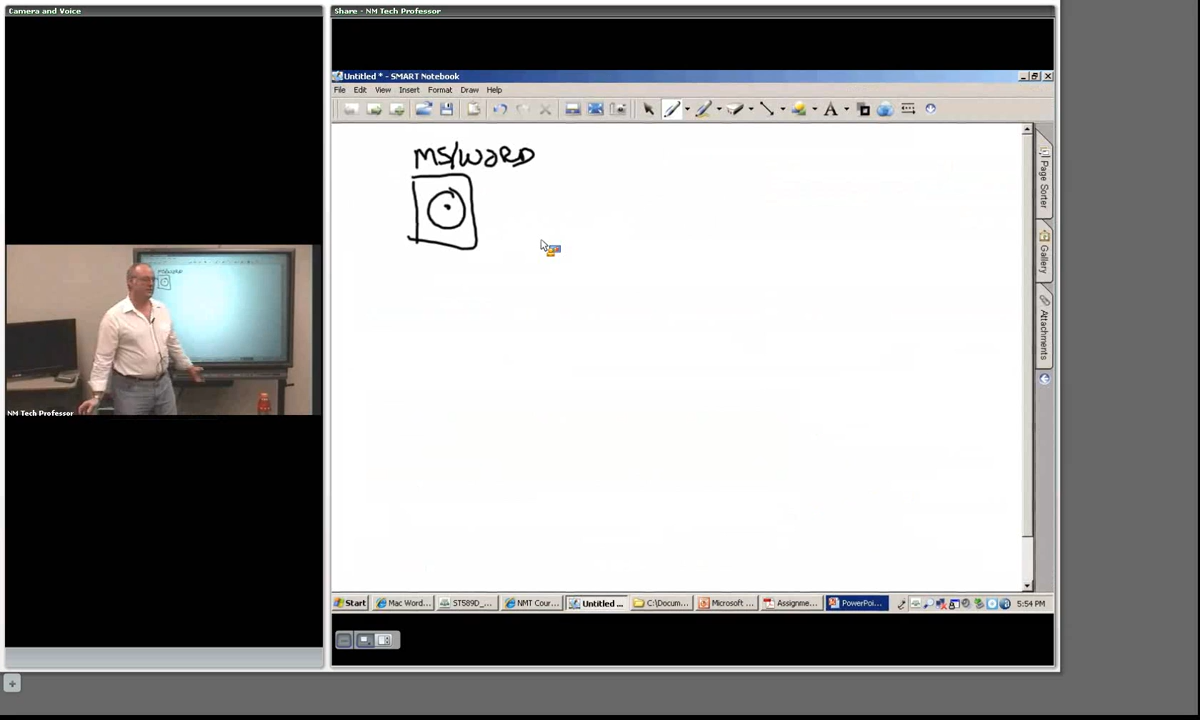 Camera and Voice
Share - NM Tech Professor
Untitled * - SMART Notebook
File Edit View Insert Format Draw Help
MS/WORD
Page Sorter
Gallery
Attachments
MS/WORD
NM Tech Professor
Start Mac Word... ST589D_... NMT Cour... Untitled ... C:\Docum... Microsoft ... Assignme... PowerPoi... 5:54 PM